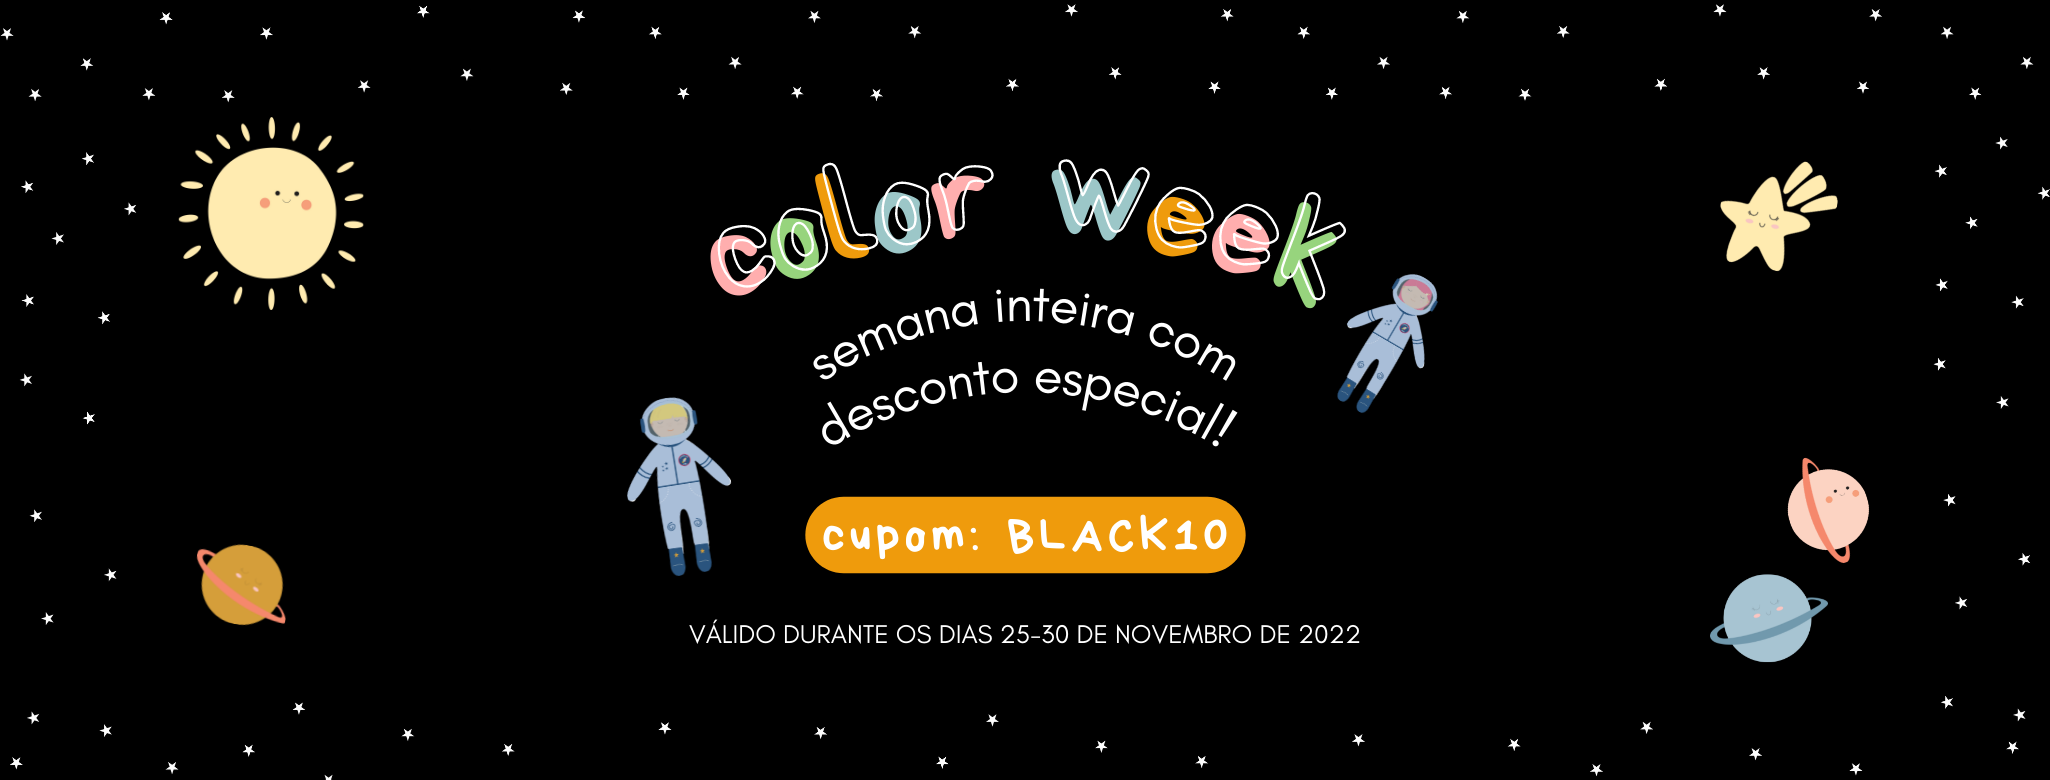 color week
semana inteira com
desconto especial!
cupom: BLACK10
VÁLIDO DURANTE OS DIAS 25-30 DE NOVEMBRO DE 2022